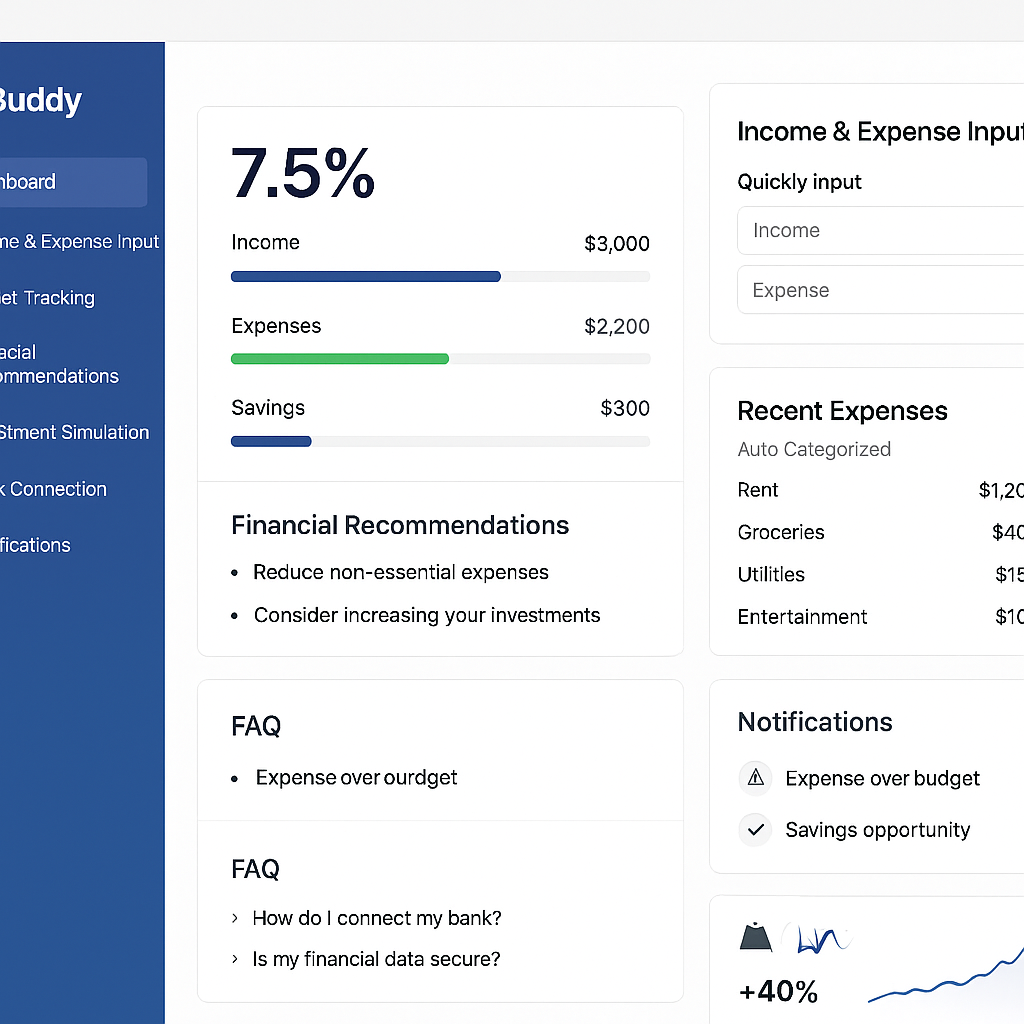 Buddy
nboard
me & Expense Input
et Tracking
acial
ommendations
Stment Simulation
k Connection
fications
7.5%
Income $3,000
Expenses $2,200
Savings $300
Financial Recommendations
• Reduce non-essential expenses
• Consider increasing your investments
FAQ
• Expense over ourdget
FAQ
› How do I connect my bank?
› Is my financial data secure?
Income & Expense Input
Quickly input
Income
Expense
Recent Expenses
Auto Categorized
Rent $1,20
Groceries $40
Utilitles $15
Entertainment $10
Notifications
Expense over budget
Savings opportunity
+40%